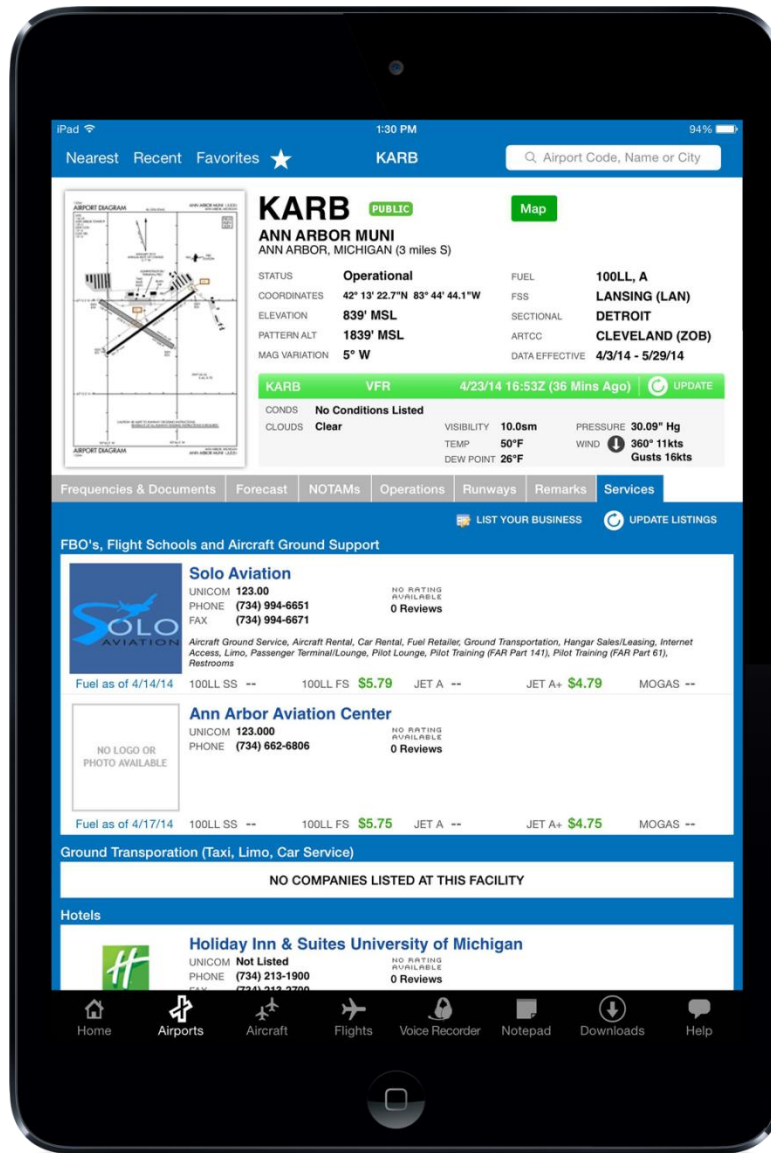 iPad 1:30 PM 94%
Nearest Recent Favorites KARB Airport Code, Name or City
AIRPORT DIAGRAM
KARB PUBLIC Map
ANN ARBOR MUNI
ANN ARBOR, MICHIGAN (3 miles S)
STATUS Operational FUEL 100LL, A
COORDINATES 42° 13' 22.7"N 83° 44' 44.1"W FSS LANSING (LAN)
ELEVATION 839' MSL SECTIONAL DETROIT
PATTERN ALT 1839' MSL ARTCC CLEVELAND (ZOB)
MAG VARIATION 5° W DATA EFFECTIVE 4/3/14 - 5/29/14
KARB VFR 4/23/14 16:53Z (36 Mins Ago) UPDATE
CONDS No Conditions Listed
CLOUDS Clear VISIBILITY 10.0sm PRESSURE 30.09" Hg
TEMP 50°F WIND 360° 11kts
DEW POINT 26°F Gusts 16kts
AIRPORT DIAGRAM
Frequencies & Documents Forecast NOTAMs Operations Runways Remarks Services
LIST YOUR BUSINESS UPDATE LISTINGS
FBO's, Flight Schools and Aircraft Ground Support
SOLO
AVIATION
Solo Aviation
UNICOM 123.00 NO RATING AVAILABLE
PHONE (734) 994-6651 0 Reviews
FAX (734) 994-6671
Aircraft Ground Service, Aircraft Rental, Car Rental, Fuel Retailer, Ground Transportation, Hangar Sales/Leasing, Internet
Access, Limo, Passenger Terminal/Lounge, Pilot Lounge, Pilot Training (FAR Part 141), Pilot Training (FAR Part 61),
Restrooms
Fuel as of 4/14/14 100LL SS -- 100LL FS $5.79 JET A -- JET A+ $4.79 MOGAS --
NO LOGO OR
PHOTO AVAILABLE
Ann Arbor Aviation Center
UNICOM 123.000 NO RATING AVAILABLE
PHONE (734) 662-6806 0 Reviews
Fuel as of 4/17/14 100LL SS -- 100LL FS $5.75 JET A -- JET A+ $4.75 MOGAS --
Ground Transporation (Taxi, Limo, Car Service)
NO COMPANIES LISTED AT THIS FACILITY
Hotels
Holiday Inn & Suites University of Michigan
UNICOM Not Listed NO RATING AVAILABLE
PHONE (734) 213-1900 0 Reviews
Home Airports Aircraft Flights Voice Recorder Notepad Downloads Help